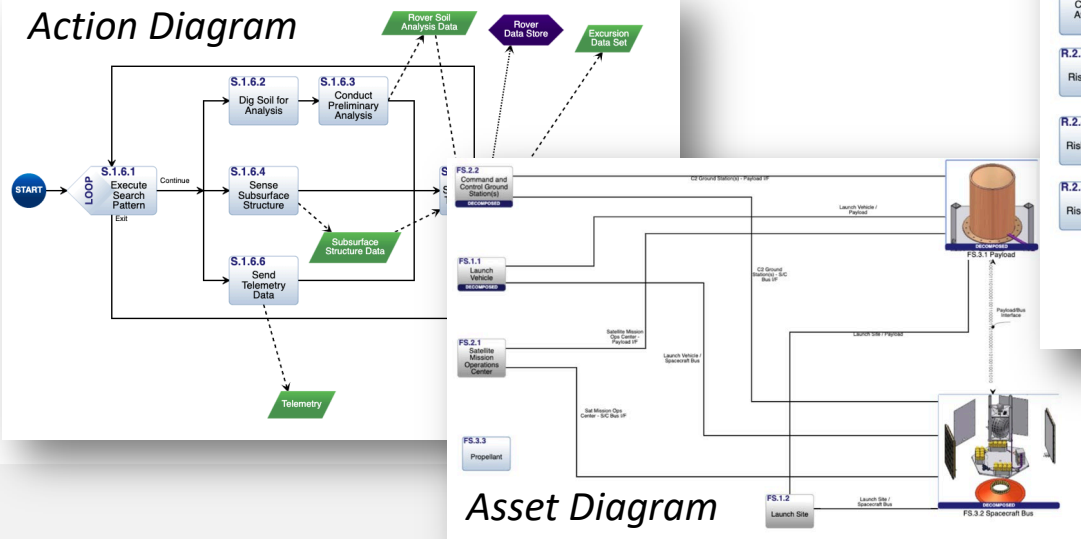 Action Diagram
Rover Soil
Analysis Data
Rover
Data Store
Excursion
Data Set
S.1.6.2
Dig Soil for
Analysis
S.1.6.3
Conduct
Preliminary
Analysis
START
LOOP
S.1.6.1
Execute
Search
Pattern
Continue
Exit
S.1.6.4
Sense
Subsurface
Structure
Subsurface
Structure Data
S.1.6.6
Send
Telemetry
Data
Telemetry
S
S
T
FS.2.2
Command and
Control Ground
Station(s)
DECOMPOSED
C2 Ground Station(s) - Payload I/F
Launch Vehicle /
Payload
DECOMPOSED
FS.3.1 Payload
FS.1.1
Launch
Vehicle
DECOMPOSED
C2 Ground
Station(s) - S/C
Bus I/F
Payload/Bus
Interface
FS.2.1
Satellite
Mission
Operations
Center
Satellite Mission
Ops Center -
Payload I/F
Launch Vehicle /
Spacecraft Bus
Launch Site / Payload
Sat Mission Ops
Center - S/C Bus I/F
FS.3.3
Propellant
Asset Diagram
FS.1.2
Launch Site
Launch Site /
Spacecraft Bus
DECOMPOSED
FS.3.2 Spacecraft Bus
C
A
R.2.
Ris
R.2.
Ris
R.2.
Ris